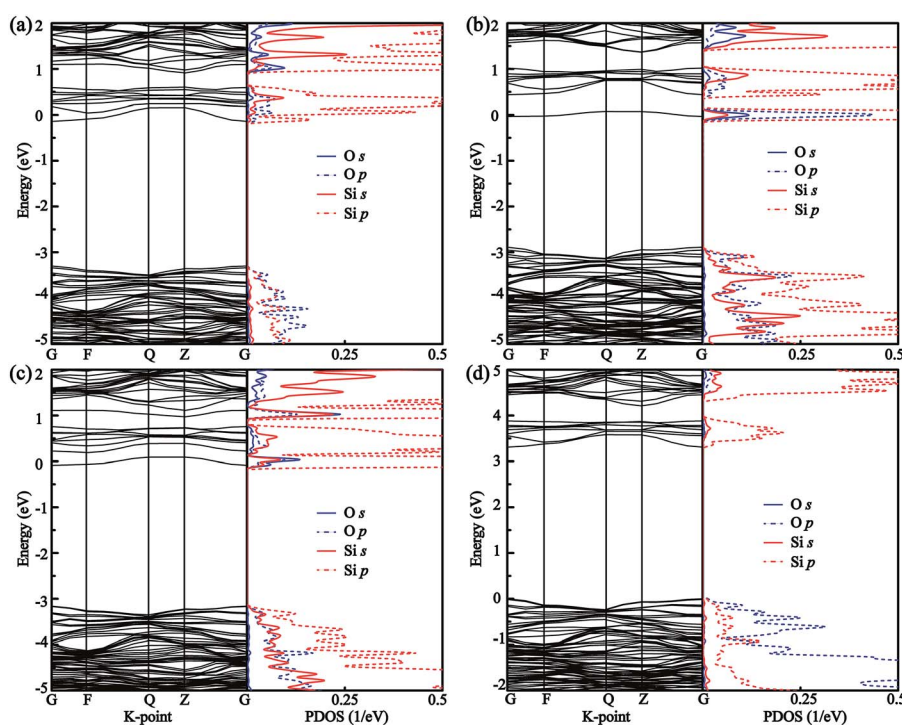 (a)
2
1
0
-1
-2
-3
-4
-5
Energy (eV)
O s
O p
Si s
Si p
G F Q Z G 0.25 0.5
(b)
2
1
0
-1
-2
-3
-4
-5
Energy (eV)
O s
O p
Si s
Si p
G F Q Z G 0.25 0.5
(c)
2
1
0
1
-2
-3
-4
-5
Energy (eV)
O s
O p
Si s
Si p
G F Q Z G 0.25 0.5
K-point PDOS (1/eV)
(d)
5
4
3
2
1
0
-1
-2
Energy (eV)
O s
O p
Si s
Si p
G F Q Z G 0.25 0.5
K-point PDOS (1/eV)